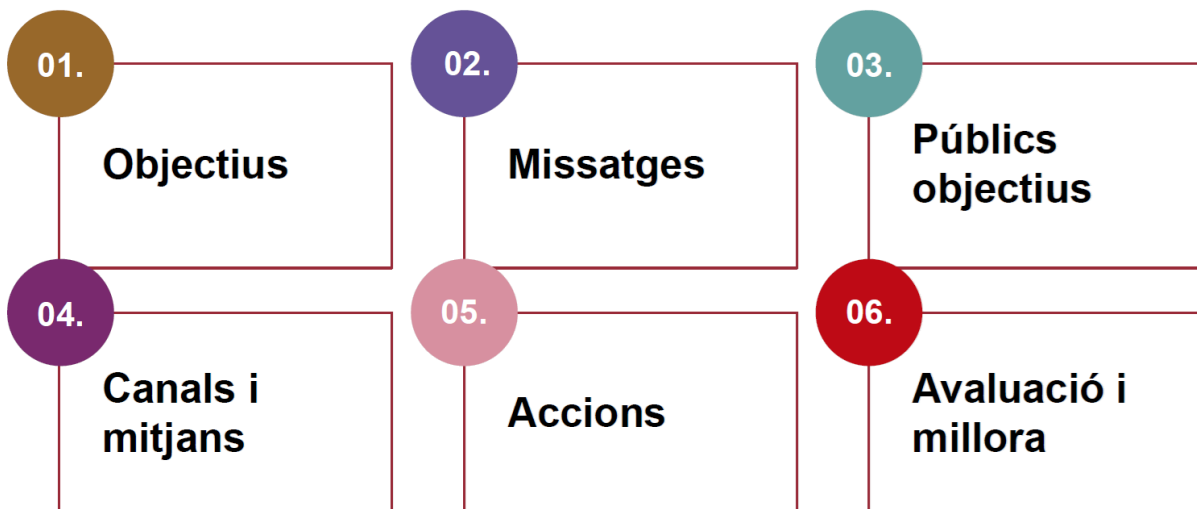 01.
Objectius
02.
Missatges
03.
Públics
objectius
04.
Canals i
mitjans
05.
Accions
06.
Avaluació i
millora